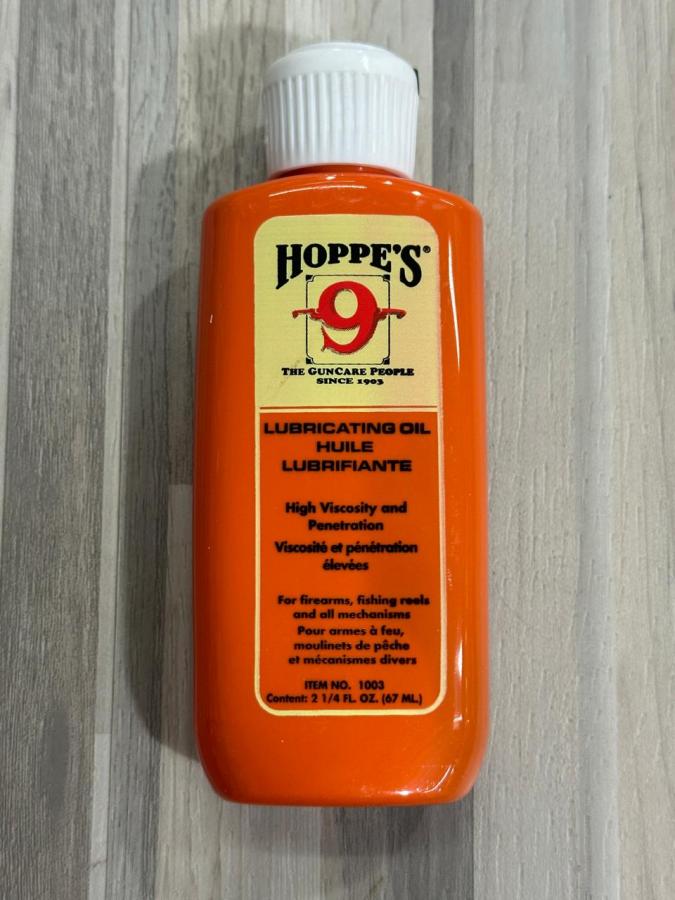 HOPPE'S®
9
THE GUNCARE PEOPLE
SINCE 1903
LUBRICATING OIL
HUILE
LUBRIFIANTE
High Viscosity and
Penetration
Viscosité et pénétration
élevées
For firearms, fishing reels
and all mechanisms
Pour armes à feu,
moulinets de pêche
et mécanismes divers
ITEM NO. 1003
Content: 2 1/4 FL. OZ. (67 ML.)